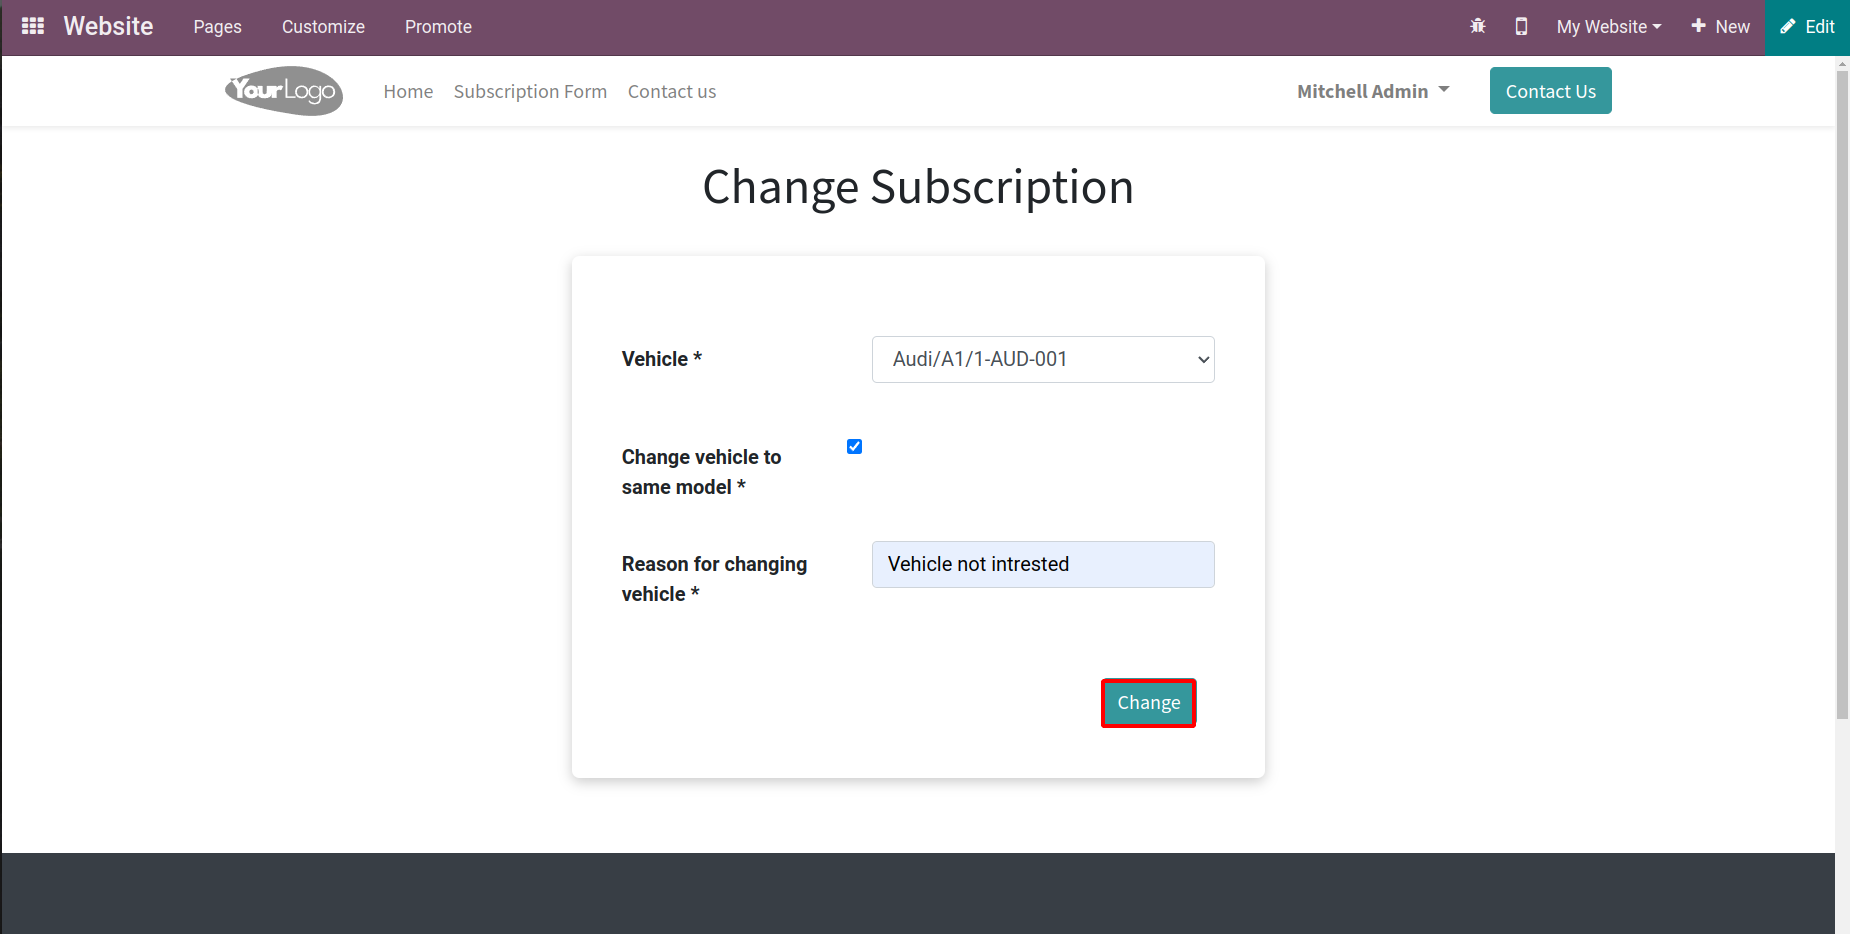 Website Pages Customize Promote My Website New Edit
YourLogo Home Subscription Form Contact us Mitchell Admin Contact Us
Change Subscription
Vehicle * Audi/A1/1-AUD-001
Change vehicle to
same model *
Reason for changing Vehicle not intrested
vehicle *
Change